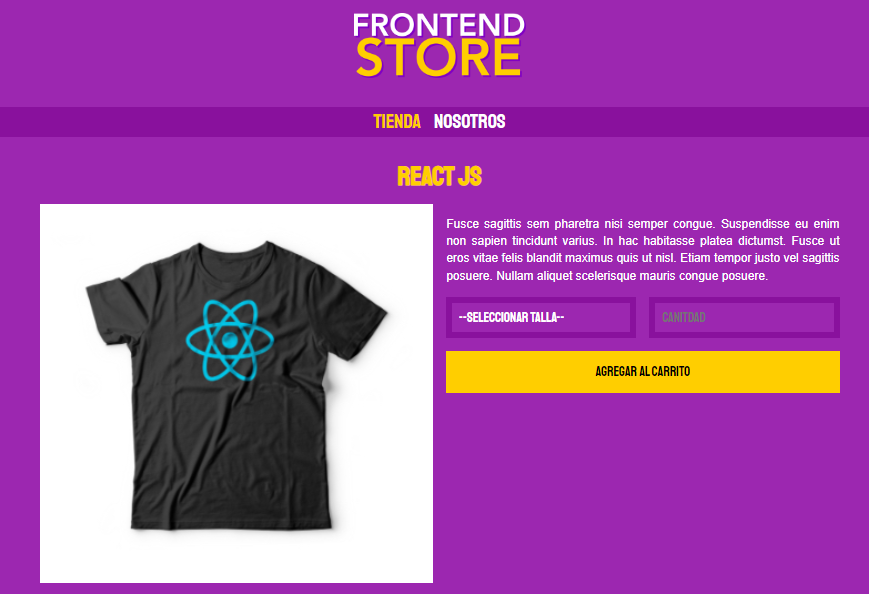 FRONTEND
STORE
TIENDA NOSOTROS
REACT JS
Fusce sagittis sem pharetra nisi semper congue. Suspendisse eu enim
non sapien tincidunt varius. In hac habitasse platea dictumst. Fusce ut
eros vitae felis blandit maximus quis ut nisl. Etiam tempor justo vel sagittis
posuere. Nullam aliquet scelerisque mauris congue posuere.
--SELECCIONAR TALLA-- CANITDAD
AGREGAR AL CARRITO